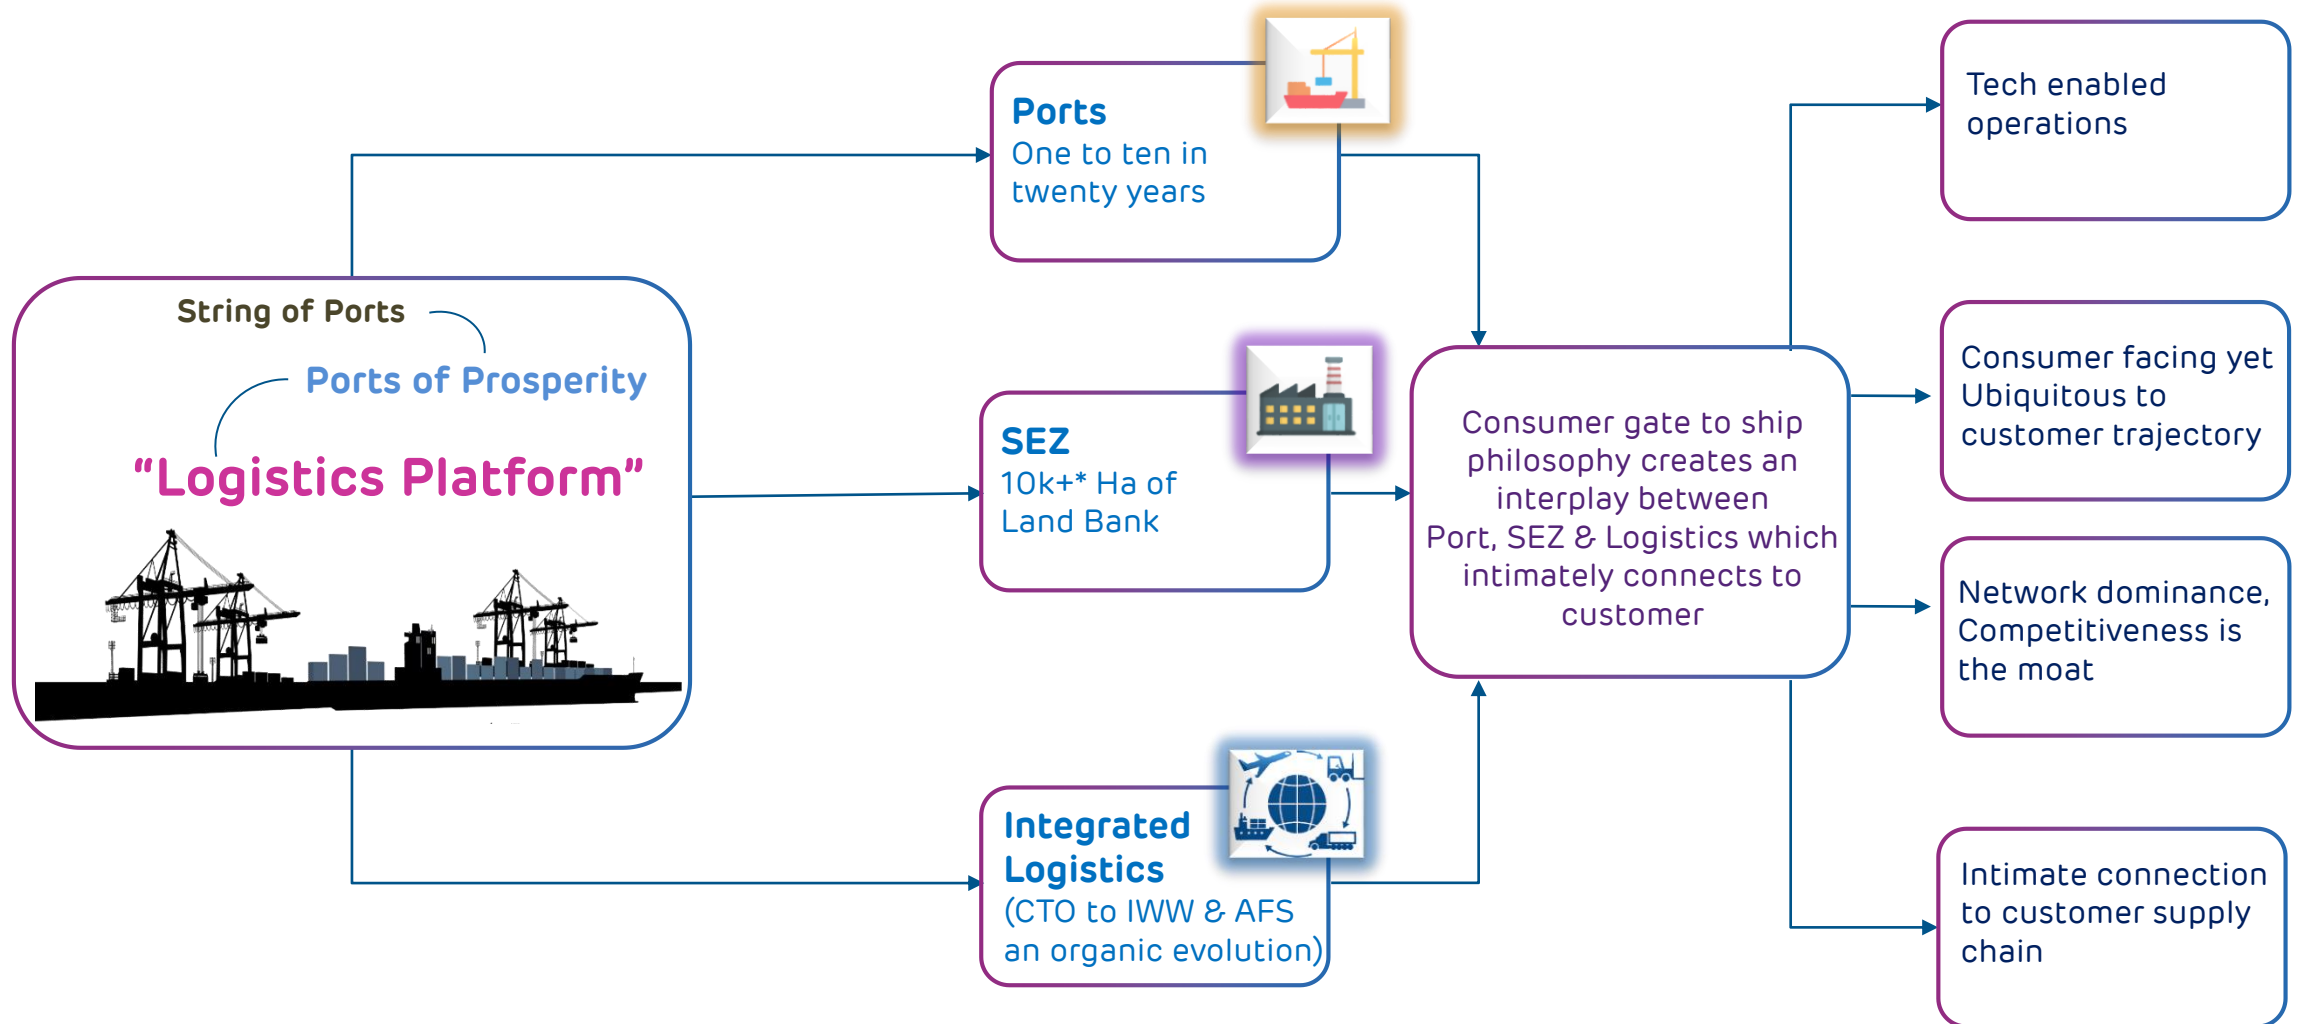 String of Ports
Ports of Prosperity
“Logistics Platform”
Ports
One to ten in
twenty years
SEZ
10k+* Ha of
Land Bank
Integrated
Logistics
(CTO to IWW & AFS
an organic evolution)
Consumer gate to ship
philosophy creates an
interplay between
Port, SEZ & Logistics which
intimately connects to
customer
Tech enabled
operations
Consumer facing yet
Ubiquitous to
customer trajectory
Network dominance,
Competitiveness is
the moat
Intimate connection
to customer supply
chain